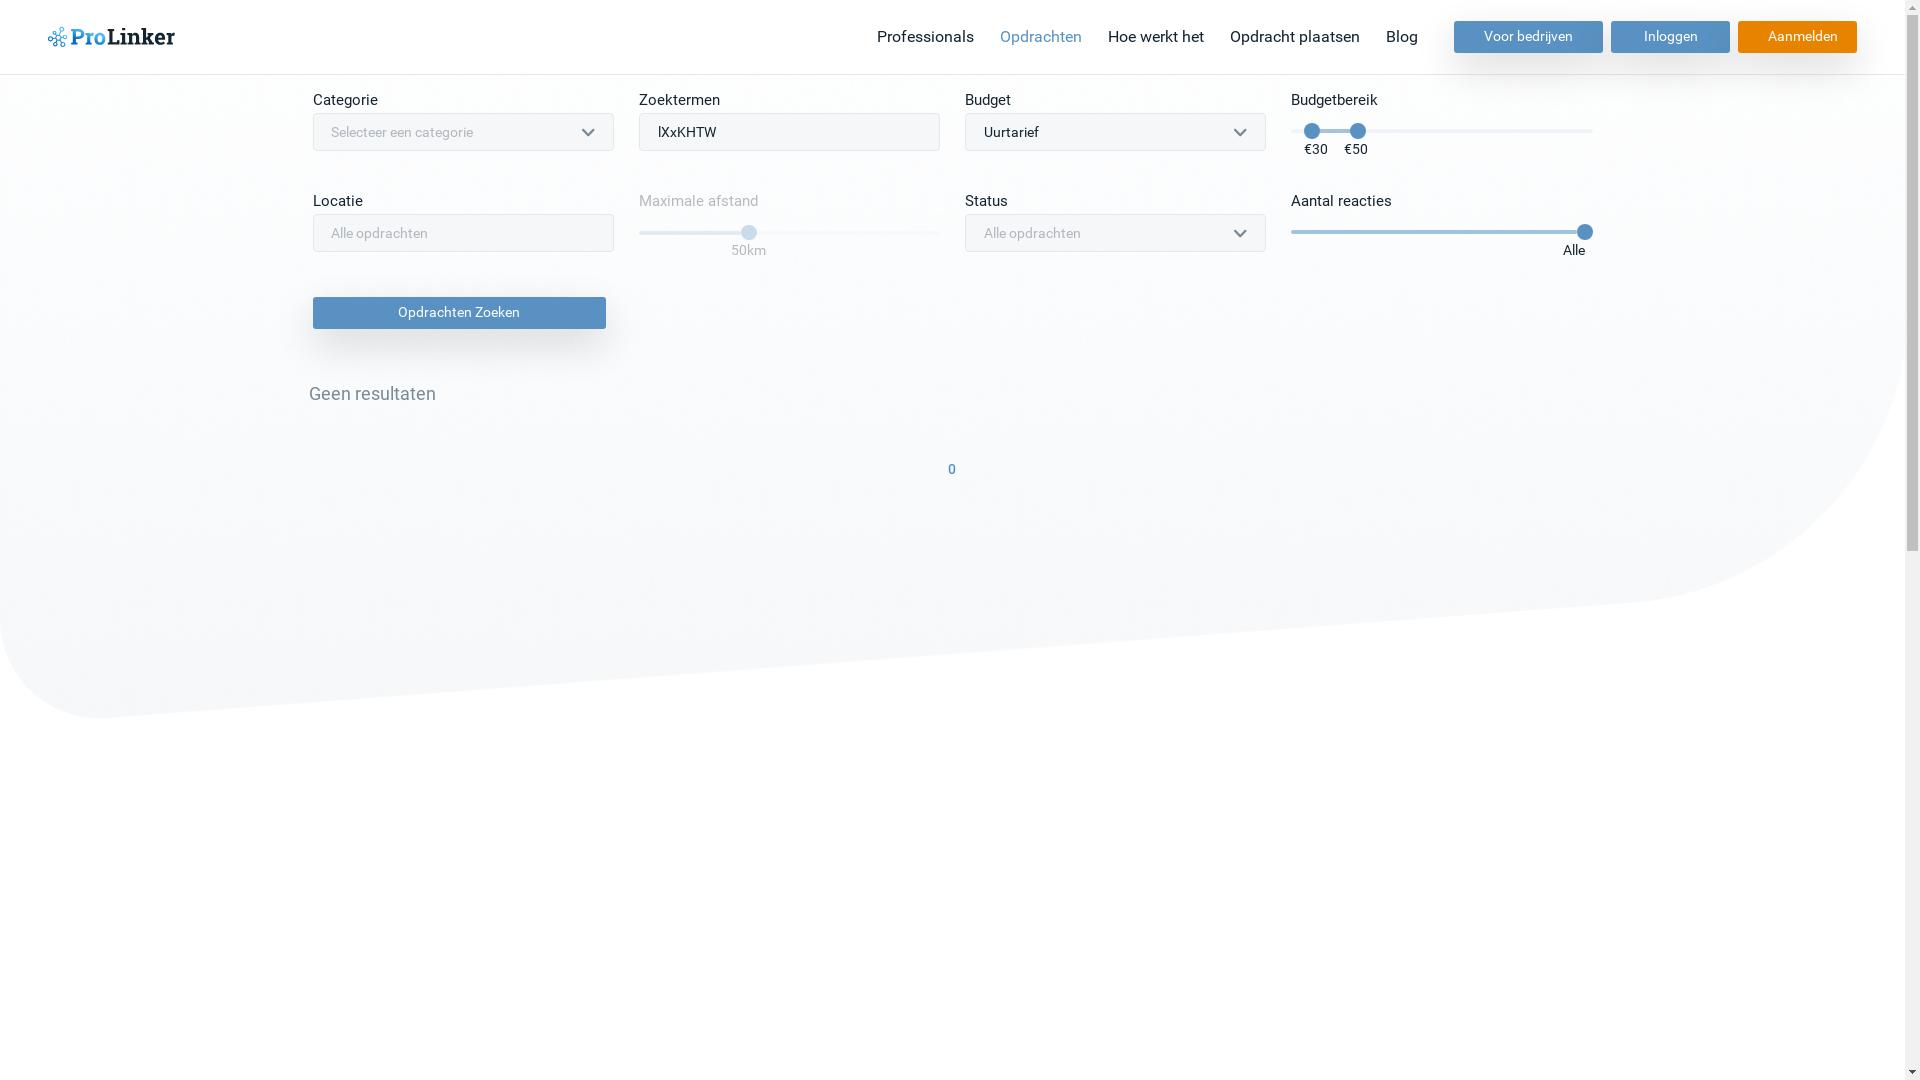 ProLinker
Professionals Opdrachten Hoe werkt het Opdracht plaatsen Blog Voor bedrijven Inloggen Aanmelden
Categorie Zoektermen Budget Budgetbereik
Selecteer een categorie lXxKHTW Uurtarief
€30 €50
Locatie Maximale afstand Status Aantal reacties
Alle opdrachten Alle opdrachten
50km Alle
Opdrachten Zoeken
Geen resultaten
0